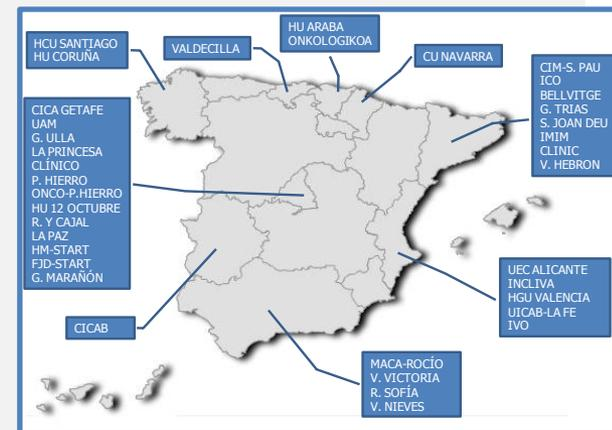 HCU SANTIAGO
HU CORUÑA
VALDECILLA
HU ARABA
ONKOLOGIKOA
CU NAVARRA
CIM-S. PAU
ICO
BELLVITGE
G. TRIAS
S. JOAN DEU
IMIM
CLINIC
V. HEBRON
CICA GETAFE
UAM
G. ULLA
LA PRINCESA
CLÍNICO
P. HIERRO
ONCO-P.HIERRO
HU 12 OCTUBRE
R. Y CAJAL
LA PAZ
HM-START
FJD-START
G. MARAÑÓN
UEC ALICANTE
INCLIVA
HGU VALENCIA
UICAB-LA FE
IVO
CICAB
MACA-ROCÍO
V. VICTORIA
R. SOFÍA
V. NIEVES